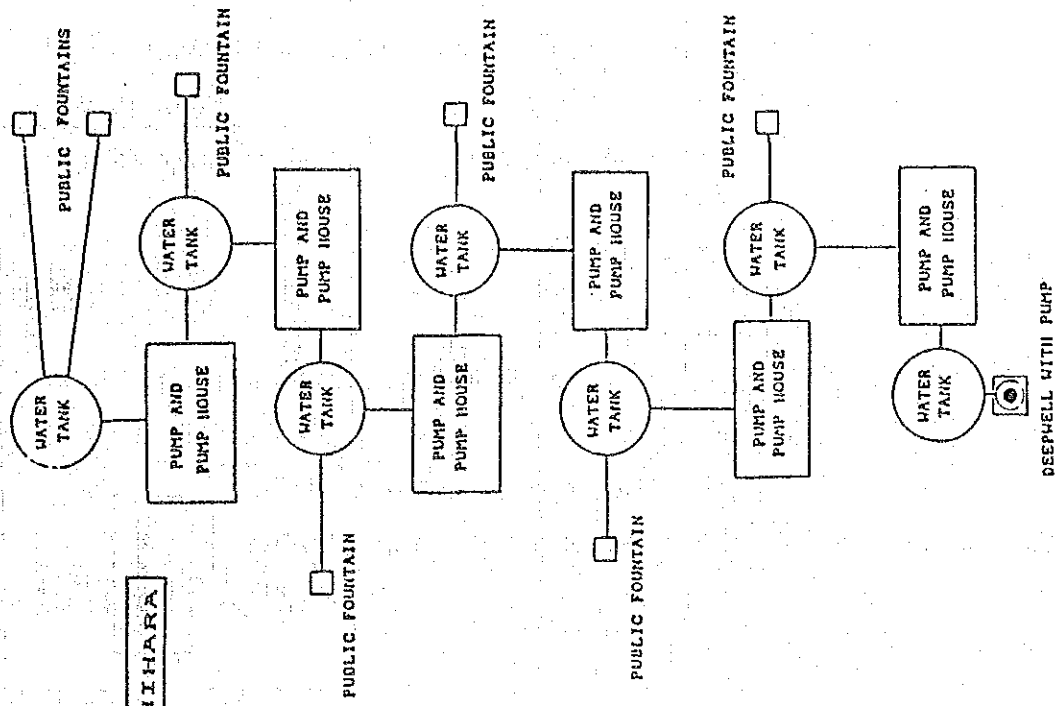 WATER
TANK
PUBLIC FOUNTAINS
PUMP AND
PUMP HOUSE
WATER
TANK
PUBLIC FOUNTAIN
PUMP AND
PUMP HOUSE
WATER
TANK
PUBLIC FOUNTAIN
PUMP AND
PUMP HOUSE
WATER
TANK
PUBLIC FOUNTAIN
PUMP AND
PUMP HOUSE
WATER
TANK
PUBLIC FOUNTAIN
PUMP AND
PUMP HOUSE
WATER
TANK
PUBLIC FOUNTAIN
PUMP AND
PUMP HOUSE
WATER
TANK
DEEPWELL WITH PUMP